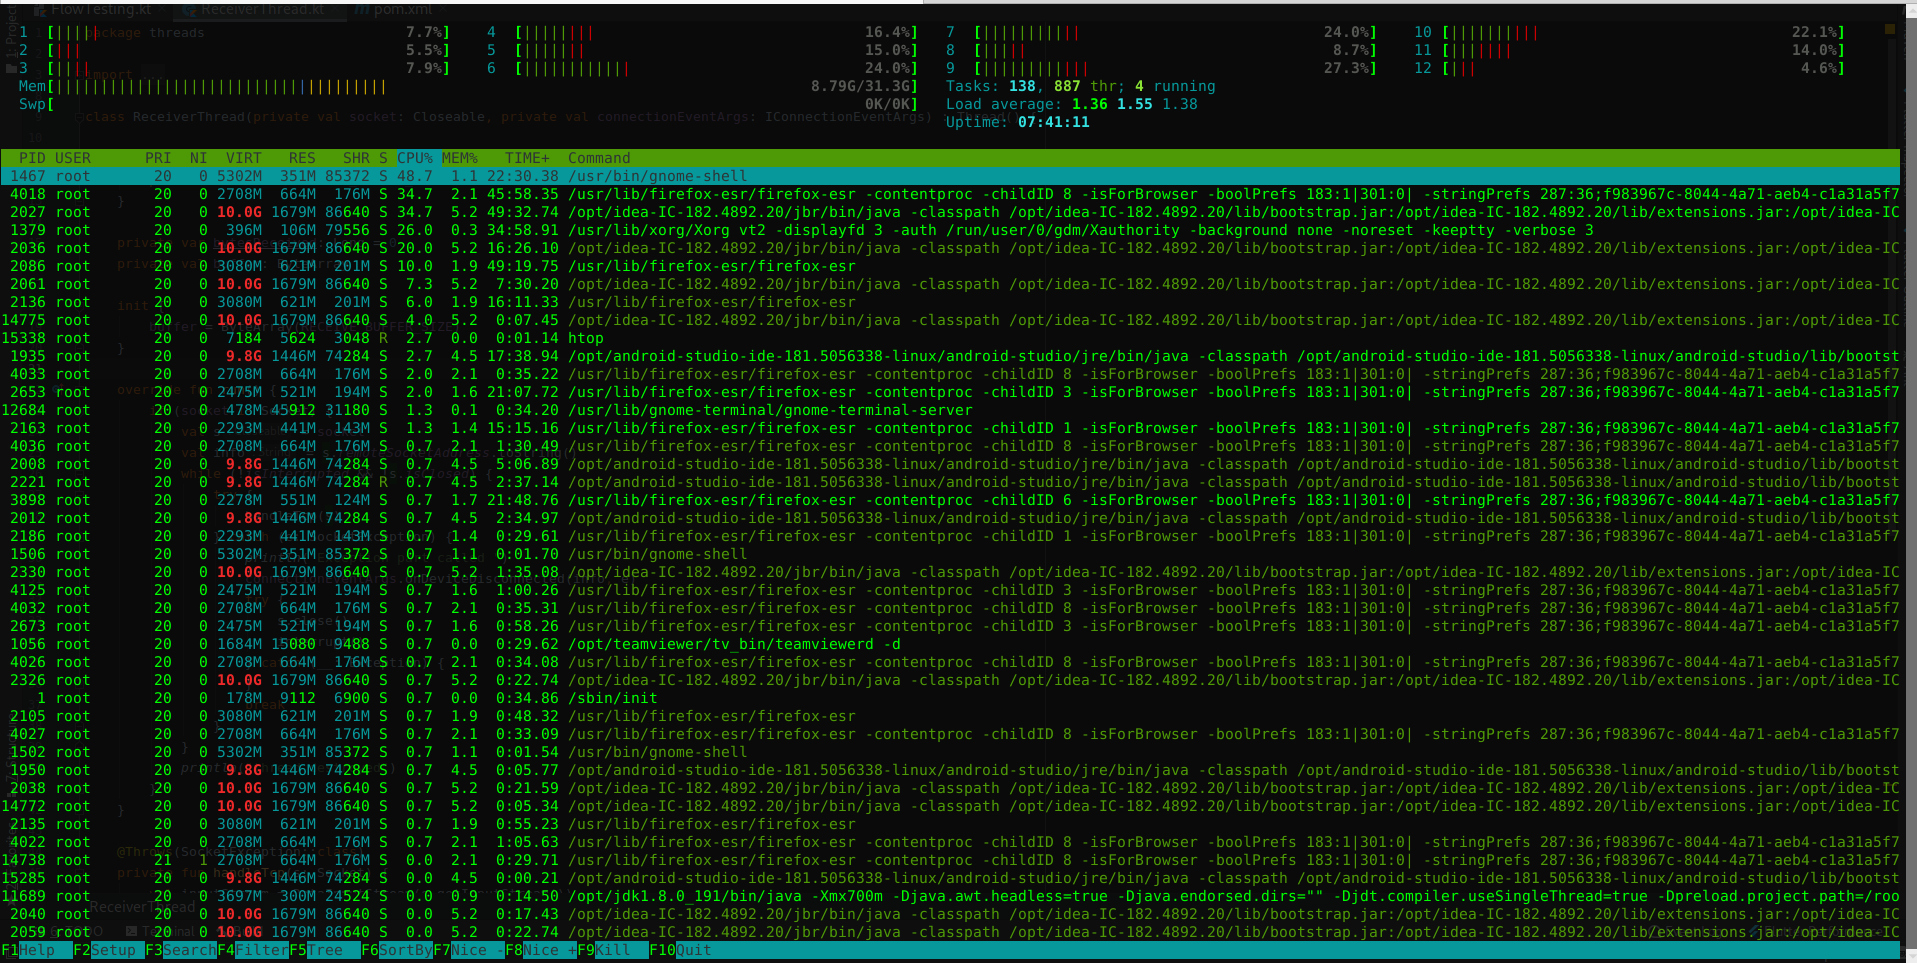 FlowTesting.kt ReceiverThread.kt pom.xml
package threads
import
class ReceiverThread(private val socket: Closeable, private val connectionEventArgs: IConnectionEventArgs) : Thread()
1 [ 7.7%] 4 [ 16.4%] 7 [ 24.0%] 10 [ 22.1%]
2 [ 5.5%] 5 [ 15.0%] 8 [ 8.7%] 11 [ 14.0%]
3 [ 7.9%] 6 [ 24.0%] 9 [ 27.3%] 12 [ 4.6%]
Mem[ 8.79G/31.3G] Tasks: 138, 887 thr; 4 running
Swp[ 0K/0K] Load average: 1.36 1.55 1.38
Uptime: 07:41:11
PID USER PRI NI VIRT RES SHR S CPU% MEM% TIME+ Command
1467 root 20 0 5302M 351M 85372 S 48.7 1.1 22:30.38 /usr/bin/gnome-shell
4018 root 20 0 2708M 664M 176M S 34.7 2.1 45:58.35 /usr/lib/firefox-esr/firefox-esr -contentproc -childID 8 -isForBrowser -boolPrefs 183:1|301:0| -stringPrefs 287:36;f983967c-8044-4a71-aeb4-c1a31a5f7
2027 root 20 0 10.0G 1679M 86640 S 34.7 5.2 49:32.74 /opt/idea-IC-182.4892.20/jbr/bin/java -classpath /opt/idea-IC-182.4892.20/lib/bootstrap.jar:/opt/idea-IC-182.4892.20/lib/extensions.jar:/opt/idea-IC
1379 root 20 0 396M 106M 79556 S 26.0 0.3 34:58.91 /usr/lib/xorg/Xorg vt2 -displayfd 3 -auth /run/user/0/gdm/Xauthority -background none -noreset -keeptty -verbose 3
2036 root 20 0 10.0G 1679M 86640 S 20.0 5.2 16:26.10 /opt/idea-IC-182.4892.20/jbr/bin/java -classpath /opt/idea-IC-182.4892.20/lib/bootstrap.jar:/opt/idea-IC-182.4892.20/lib/extensions.jar:/opt/idea-IC
2086 root 20 0 3080M 621M 201M S 10.0 1.9 49:19.75 /usr/lib/firefox-esr/firefox-esr
2061 root 20 0 10.0G 1679M 86640 S 7.3 5.2 7:30.20 /opt/idea-IC-182.4892.20/jbr/bin/java -classpath /opt/idea-IC-182.4892.20/lib/bootstrap.jar:/opt/idea-IC-182.4892.20/lib/extensions.jar:/opt/idea-IC
2136 root 20 0 3080M 621M 201M S 6.0 1.9 16:11.33 /usr/lib/firefox-esr/firefox-esr
14775 root 20 0 10.0G 1679M 86640 S 4.0 5.2 0:07.45 /opt/idea-IC-182.4892.20/jbr/bin/java -classpath /opt/idea-IC-182.4892.20/lib/bootstrap.jar:/opt/idea-IC-182.4892.20/lib/extensions.jar:/opt/idea-IC
15338 root 20 0 7184 5624 3048 R 2.7 0.0 0:01.14 htop
1935 root 20 0 9.8G 1446M 74284 S 2.7 4.5 17:38.94 /opt/android-studio-ide-181.5056338-linux/android-studio/jre/bin/java -classpath /opt/android-studio-ide-181.5056338-linux/android-studio/lib/bootst
4033 root 20 0 2708M 664M 176M S 2.0 2.1 0:35.22 /usr/lib/firefox-esr/firefox-esr -contentproc -childID 8 -isForBrowser -boolPrefs 183:1|301:0| -stringPrefs 287:36;f983967c-8044-4a71-aeb4-c1a31a5f7
2653 root 20 0 2475M 521M 194M S 2.0 1.6 21:07.72 /usr/lib/firefox-esr/firefox-esr -contentproc -childID 3 -isForBrowser -boolPrefs 183:1|301:0| -stringPrefs 287:36;f983967c-8044-4a71-aeb4-c1a31a5f7
12684 root 20 0 478M 45912 31180 S 1.3 0.1 0:34.20 /usr/lib/gnome-terminal/gnome-terminal-server
2163 root 20 0 2293M 441M 143M S 1.3 1.4 15:15.16 /usr/lib/firefox-esr/firefox-esr -contentproc -childID 1 -isForBrowser -boolPrefs 183:1|301:0| -stringPrefs 287:36;f983967c-8044-4a71-aeb4-c1a31a5f7
4036 root 20 0 2708M 664M 176M S 0.7 2.1 1:30.49 /usr/lib/firefox-esr/firefox-esr -contentproc -childID 8 -isForBrowser -boolPrefs 183:1|301:0| -stringPrefs 287:36;f983967c-8044-4a71-aeb4-c1a31a5f7
2008 root 20 0 9.8G 1446M 74284 S 0.7 4.5 5:06.89 /opt/android-studio-ide-181.5056338-linux/android-studio/jre/bin/java -classpath /opt/android-studio-ide-181.5056338-linux/android-studio/lib/bootst
2221 root 20 0 9.8G 1446M 74284 R 0.7 4.5 2:37.14 /opt/android-studio-ide-181.5056338-linux/android-studio/jre/bin/java -classpath /opt/android-studio-ide-181.5056338-linux/android-studio/lib/bootst
3898 root 20 0 2278M 551M 124M S 0.7 1.7 21:48.76 /usr/lib/firefox-esr/firefox-esr -contentproc -childID 6 -isForBrowser -boolPrefs 183:1|301:0| -stringPrefs 287:36;f983967c-8044-4a71-aeb4-c1a31a5f7
2012 root 20 0 9.8G 1446M 74284 S 0.7 4.5 2:34.97 /opt/android-studio-ide-181.5056338-linux/android-studio/jre/bin/java -classpath /opt/android-studio-ide-181.5056338-linux/android-studio/lib/bootst
2186 root 20 0 2293M 441M 143M S 0.7 1.4 0:29.61 /usr/lib/firefox-esr/firefox-esr -contentproc -childID 1 -isForBrowser -boolPrefs 183:1|301:0| -stringPrefs 287:36;f983967c-8044-4a71-aeb4-c1a31a5f7
1506 root 20 0 5302M 351M 85372 S 0.7 1.1 0:01.70 /usr/bin/gnome-shell
2330 root 20 0 10.0G 1679M 86640 S 0.7 5.2 1:35.08 /opt/idea-IC-182.4892.20/jbr/bin/java -classpath /opt/idea-IC-182.4892.20/lib/bootstrap.jar:/opt/idea-IC-182.4892.20/lib/extensions.jar:/opt/idea-IC
4125 root 20 0 2475M 521M 194M S 0.7 1.6 1:00.26 /usr/lib/firefox-esr/firefox-esr -contentproc -childID 3 -isForBrowser -boolPrefs 183:1|301:0| -stringPrefs 287:36;f983967c-8044-4a71-aeb4-c1a31a5f7
4032 root 20 0 2708M 664M 176M S 0.7 2.1 0:35.31 /usr/lib/firefox-esr/firefox-esr -contentproc -childID 8 -isForBrowser -boolPrefs 183:1|301:0| -stringPrefs 287:36;f983967c-8044-4a71-aeb4-c1a31a5f7
2673 root 20 0 2475M 521M 194M S 0.7 1.6 0:58.26 /usr/lib/firefox-esr/firefox-esr -contentproc -childID 3 -isForBrowser -boolPrefs 183:1|301:0| -stringPrefs 287:36;f983967c-8044-4a71-aeb4-c1a31a5f7
1056 root 20 0 1684M 15080 9488 S 0.7 0.0 0:29.62 /opt/teamviewer/tv_bin/teamviewerd -d
4026 root 20 0 2708M 664M 176M S 0.7 2.1 0:34.08 /usr/lib/firefox-esr/firefox-esr -contentproc -childID 8 -isForBrowser -boolPrefs 183:1|301:0| -stringPrefs 287:36;f983967c-8044-4a71-aeb4-c1a31a5f7
2326 root 20 0 10.0G 1679M 86640 S 0.7 5.2 0:22.74 /opt/idea-IC-182.4892.20/jbr/bin/java -classpath /opt/idea-IC-182.4892.20/lib/bootstrap.jar:/opt/idea-IC-182.4892.20/lib/extensions.jar:/opt/idea-IC
1 root 20 0 178M 9112 6900 S 0.7 0.0 0:34.86 /sbin/init
2105 root 20 0 3080M 621M 201M S 0.7 1.9 0:48.32 /usr/lib/firefox-esr/firefox-esr
4027 root 20 0 2708M 664M 176M S 0.7 2.1 0:33.09 /usr/lib/firefox-esr/firefox-esr -contentproc -childID 8 -isForBrowser -boolPrefs 183:1|301:0| -stringPrefs 287:36;f983967c-8044-4a71-aeb4-c1a31a5f7
1502 root 20 0 5302M 351M 85372 S 0.7 1.1 0:01.54 /usr/bin/gnome-shell
1950 root 20 0 9.8G 1446M 74284 S 0.7 4.5 0:05.77 /opt/android-studio-ide-181.5056338-linux/android-studio/jre/bin/java -classpath /opt/android-studio-ide-181.5056338-linux/android-studio/lib/bootst
2038 root 20 0 10.0G 1679M 86640 S 0.7 5.2 0:21.59 /opt/idea-IC-182.4892.20/jbr/bin/java -classpath /opt/idea-IC-182.4892.20/lib/bootstrap.jar:/opt/idea-IC-182.4892.20/lib/extensions.jar:/opt/idea-IC
14772 root 20 0 10.0G 1679M 86640 S 0.7 5.2 0:05.34 /opt/idea-IC-182.4892.20/jbr/bin/java -classpath /opt/idea-IC-182.4892.20/lib/bootstrap.jar:/opt/idea-IC-182.4892.20/lib/extensions.jar:/opt/idea-IC
2135 root 20 0 3080M 621M 201M S 0.7 1.9 0:55.23 /usr/lib/firefox-esr/firefox-esr
4022 root 20 0 2708M 664M 176M S 0.7 2.1 1:05.63 /usr/lib/firefox-esr/firefox-esr -contentproc -childID 8 -isForBrowser -boolPrefs 183:1|301:0| -stringPrefs 287:36;f983967c-8044-4a71-aeb4-c1a31a5f7
14738 root 21 1 2708M 664M 176M S 0.0 2.1 0:29.71 /usr/lib/firefox-esr/firefox-esr -contentproc -childID 8 -isForBrowser -boolPrefs 183:1|301:0| -stringPrefs 287:36;f983967c-8044-4a71-aeb4-c1a31a5f7
15285 root 20 0 9.8G 1446M 74284 S 0.0 4.5 0:00.21 /opt/android-studio-ide-181.5056338-linux/android-studio/jre/bin/java -classpath /opt/android-studio-ide-181.5056338-linux/android-studio/lib/bootst
11689 root 20 0 3697M 300M 24524 S 0.0 0.9 0:14.50 /opt/jdk1.8.0_191/bin/java -Xmx700m -Djava.awt.headless=true -Djava.endorsed.dirs="" -Djdt.compiler.useSingleThread=true -Dpreload.project.path=/roo
2040 root 20 0 10.0G 1679M 86640 S 0.0 5.2 0:17.43 /opt/idea-IC-182.4892.20/jbr/bin/java -classpath /opt/idea-IC-182.4892.20/lib/bootstrap.jar:/opt/idea-IC-182.4892.20/lib/extensions.jar:/opt/idea-IC
2059 root 20 0 10.0G 1679M 86640 S 0.0 5.2 0:22.74 /opt/idea-IC-182.4892.20/jbr/bin/java -classpath /opt/idea-IC-182.4892.20/lib/bootstrap.jar:/opt/idea-IC-182.4892.20/lib/extensions.jar:/opt/idea-IC
F1Help F2Setup F3SearchF4FilterF5Tree F6SortByF7Nice -F8Nice +F9Kill F10Quit